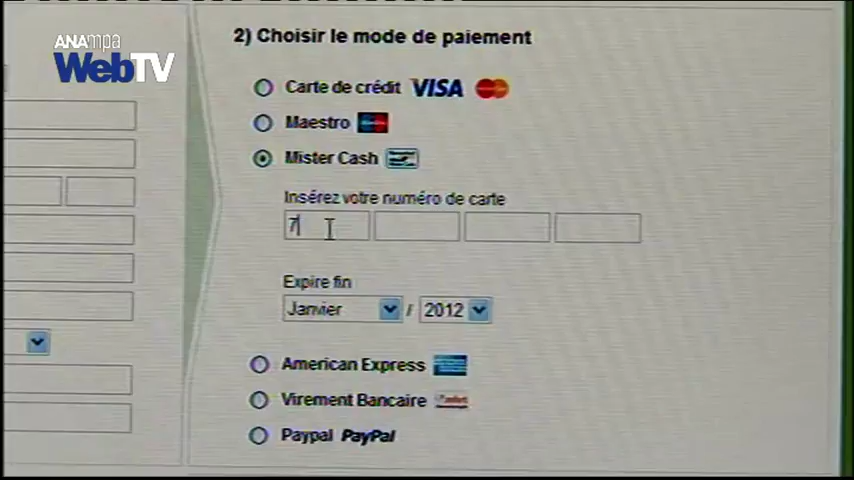 ANAmpa
WebTV
2) Choisir le mode de paiement
Carte de crédit VISA
Maestro
Mister Cash
Insérez votre numéro de carte
7
Expire fin
Janvier / 2012
American Express
Virement Bancaire
Paypal PayPal